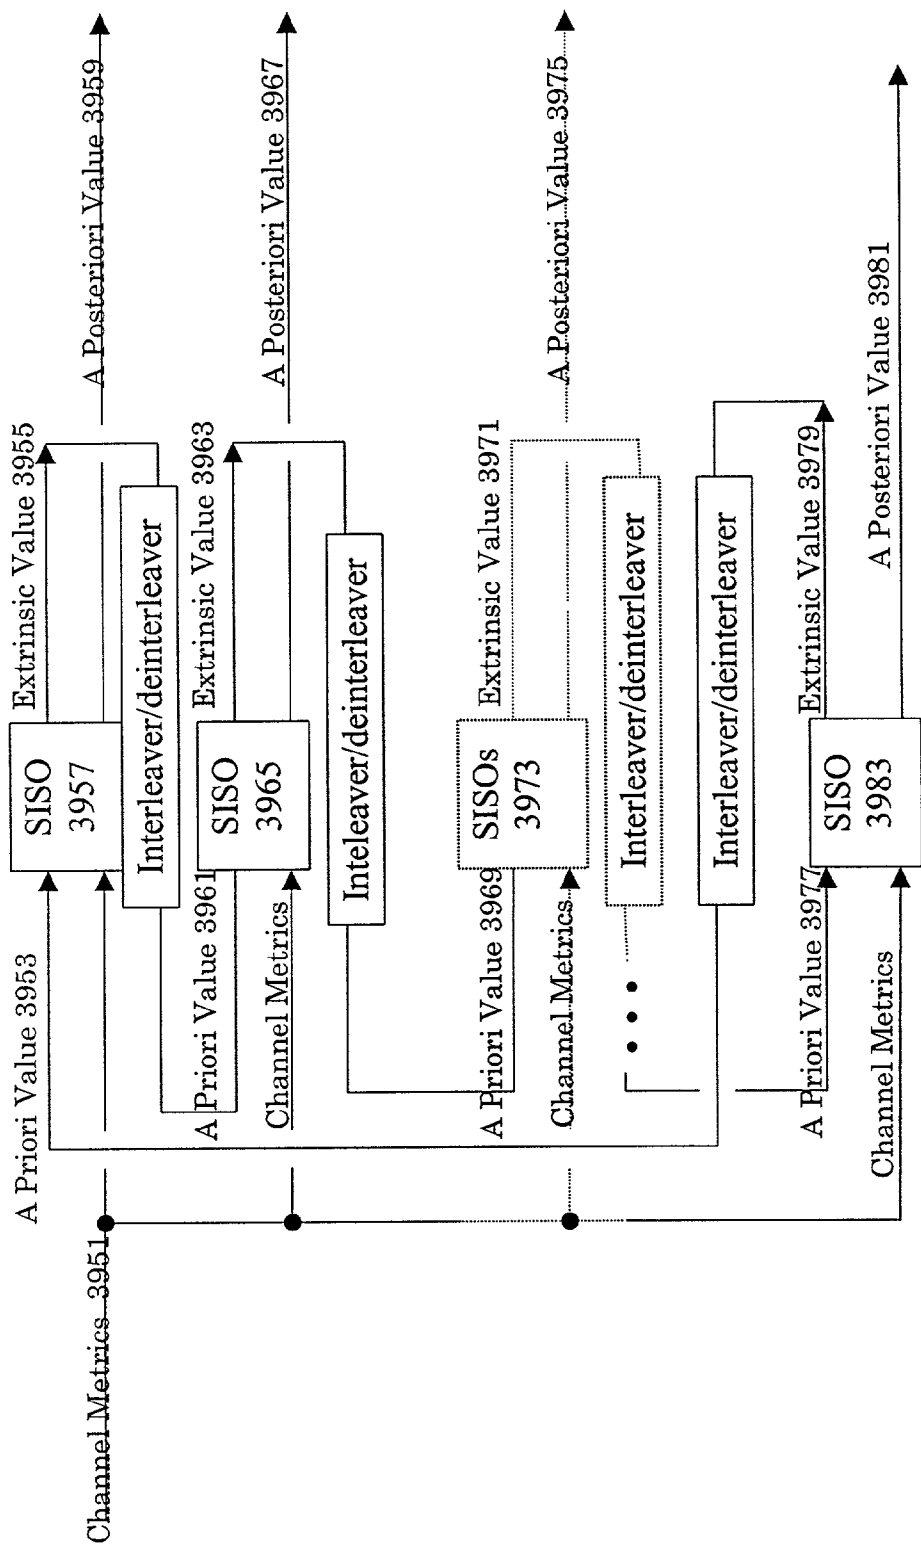 Channel Metrics 3951
A Priori Value 3953
SISO
3957
Extrinsic Value 3955
A Posteriori Value 3959
Interleaver/deinterleaver
A Priori Value 3961
Channel Metrics
SISO
3965
Extrinsic Value 3963
A Posteriori Value 3967
Inteleaver/deinterleaver
A Priori Value 3969
Channel Metrics
SISOs
3973
Extrinsic Value 3971
A Posteriori Value 3975
Interleaver/deinterleaver
Interleaver/deinterleaver
A Priori Value 3977
Channel Metrics
SISO
3983
Extrinsic Value 3979
A Posteriori Value 3981